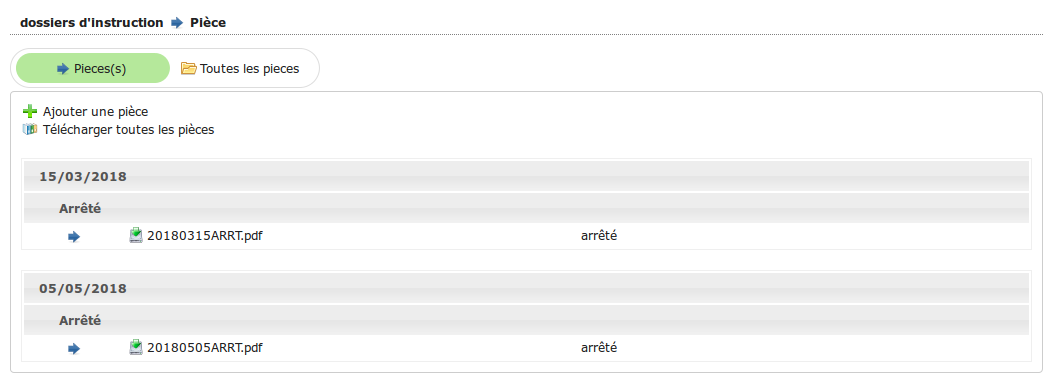 dossiers d'instruction Pièce
Pieces(s) Toutes les pieces
Ajouter une pièce
Télécharger toutes les pièces
15/03/2018
Arrêté
20180315ARRT.pdf arrêté
05/05/2018
Arrêté
20180505ARRT.pdf arrêté